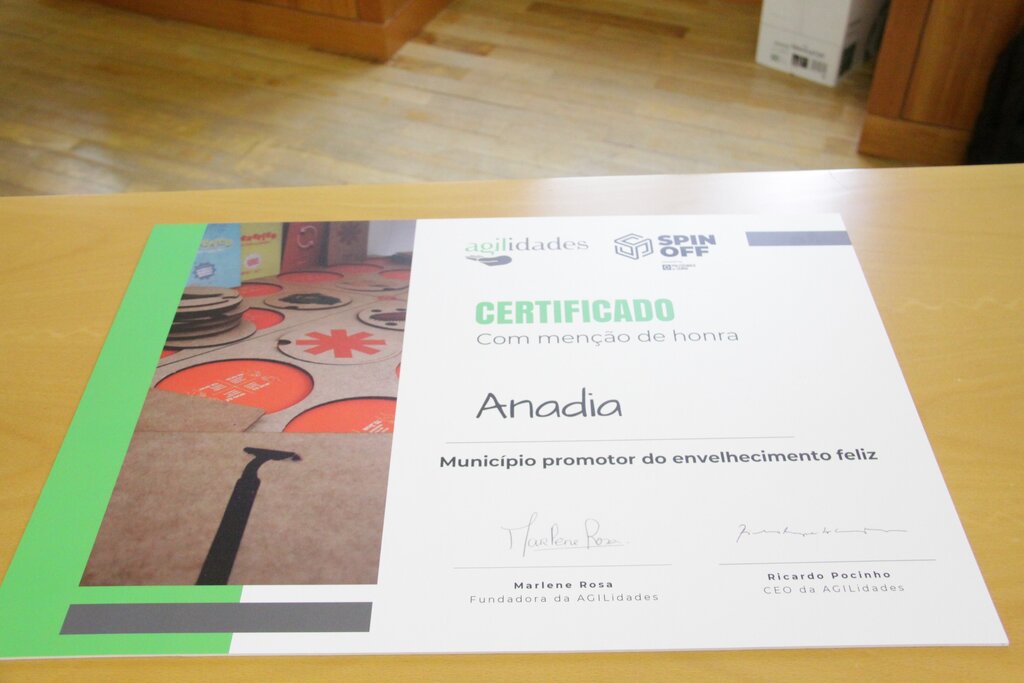 agilidades
SPIN
OFF
CERTIFICADO
Com menção de honra
Anadia
Município promotor do envelhecimento feliz
Marlene Rosa
Marlene Rosa
Fundadora da AGILidades
Ricardo Pocinho
CEO da AGILidades